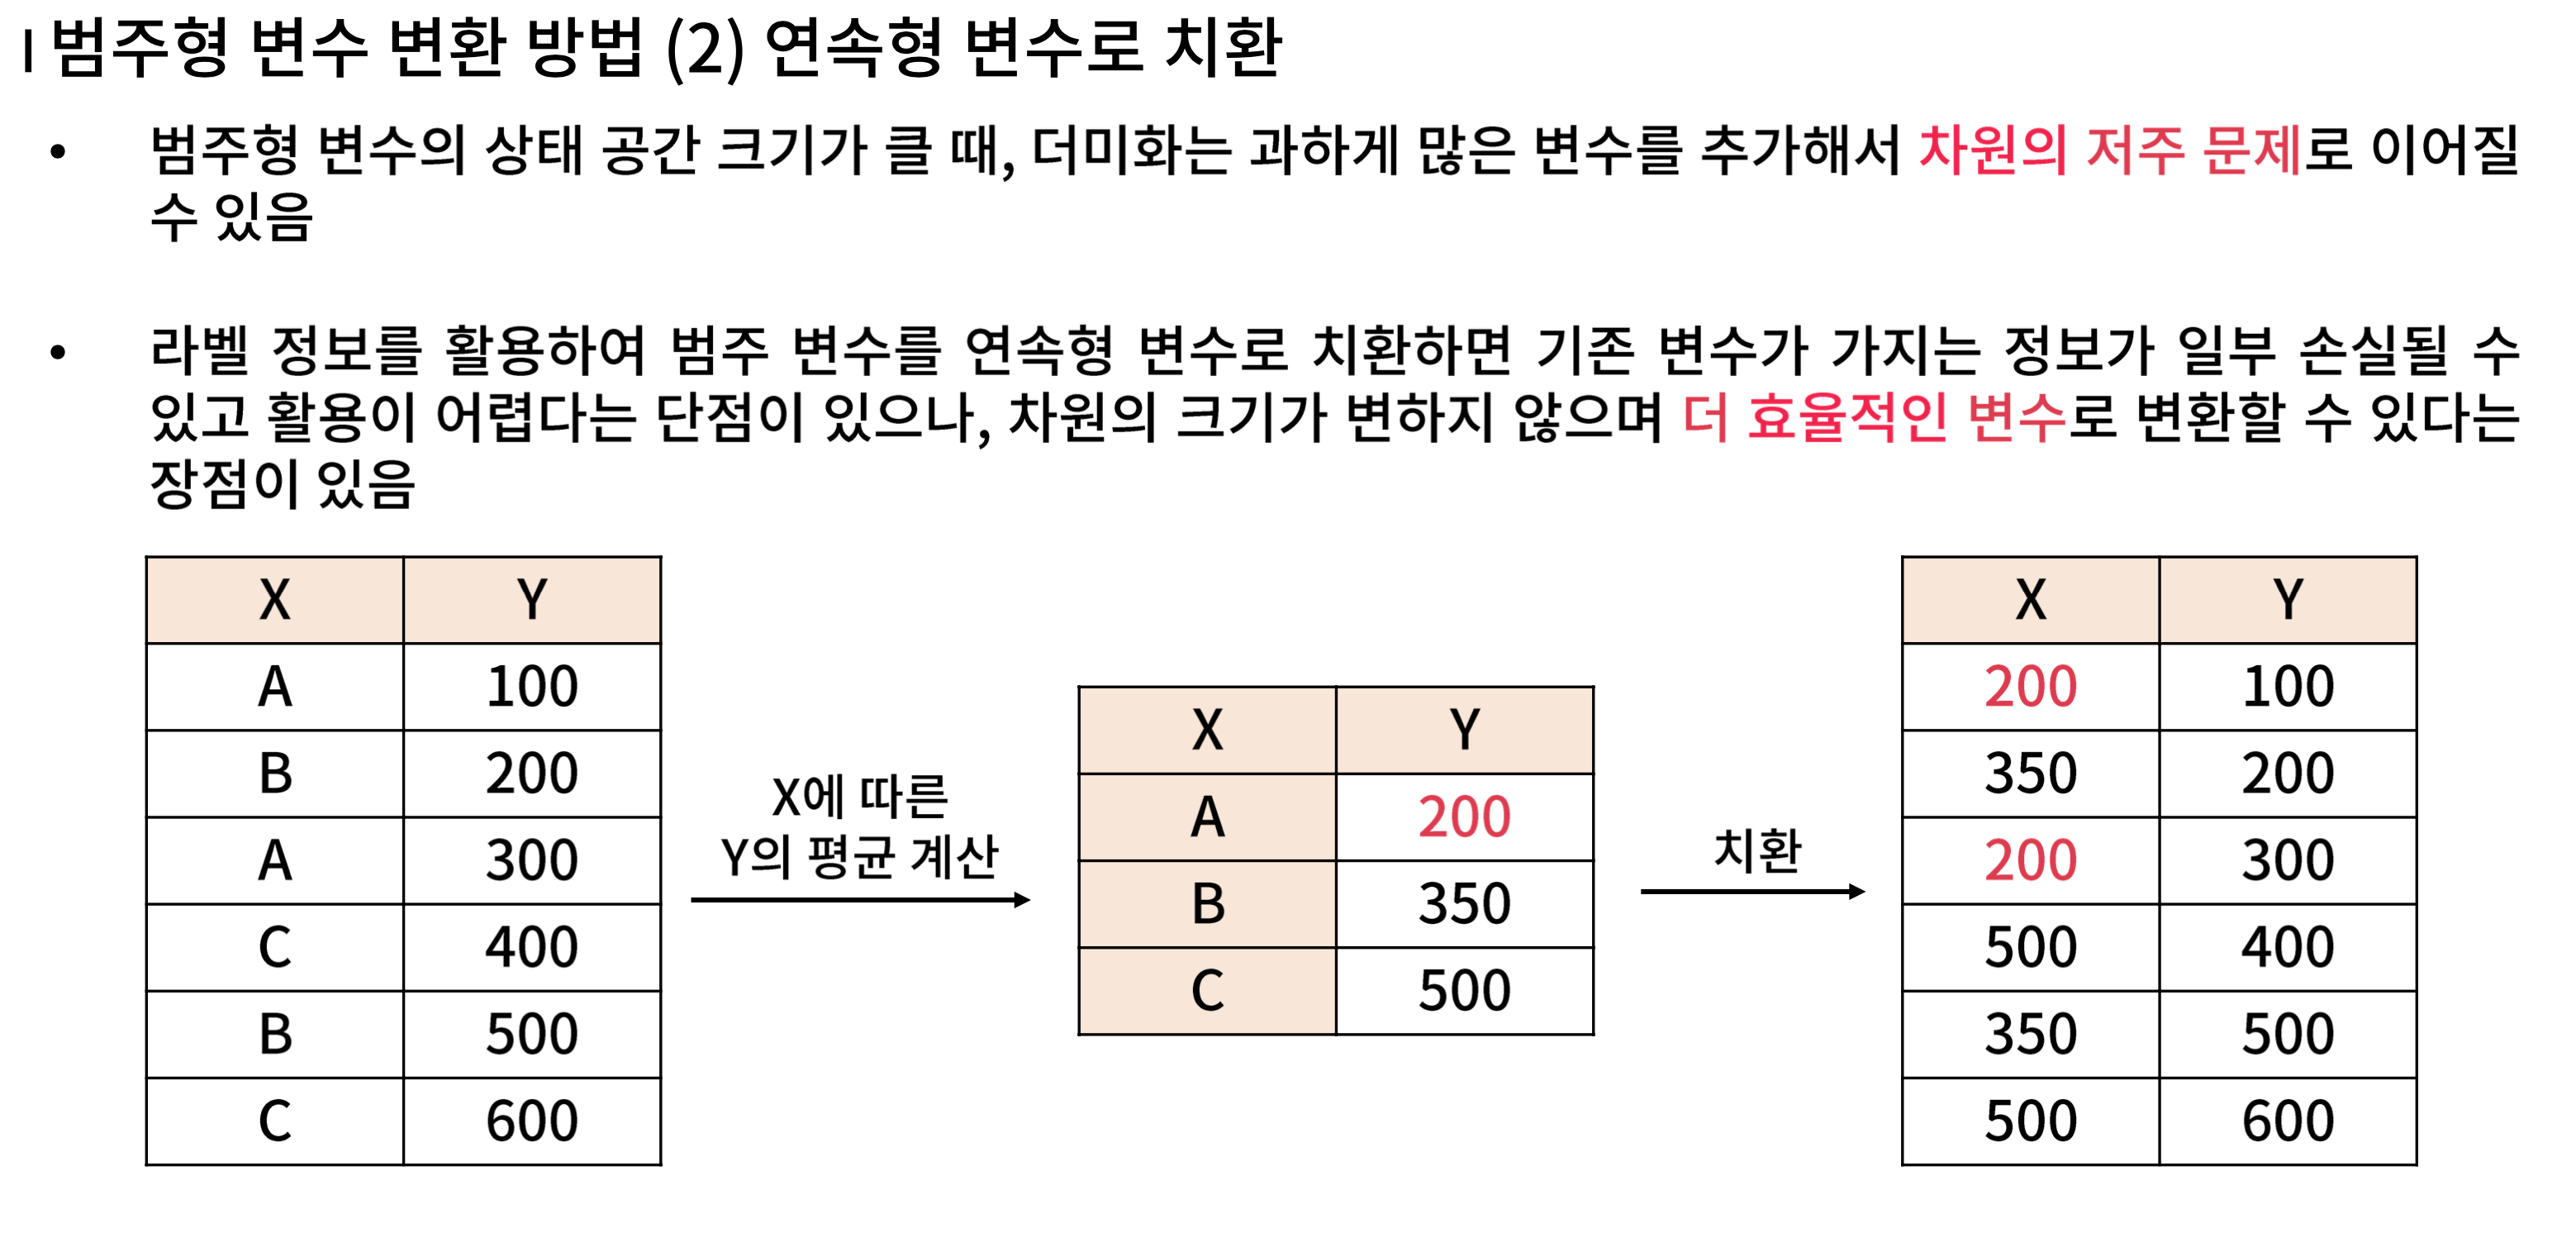 | 범주형 변수 변환 방법 (2) 연속형 변수로 치환
• 범주형 변수의 상태 공간 크기가 클 때, 더미화는 과하게 많은 변수를 추가해서 차원의 저주 문제로 이어질
수 있음
• 라벨 정보를 활용하여 범주 변수를 연속형 변수로 치환하면 기존 변수가 가지는 정보가 일부 손실될 수
있고 활용이 어렵다는 단점이 있으나, 차원의 크기가 변하지 않으며 더 효율적인 변수로 변환할 수 있다는
장점이 있음
X Y
A 100
B 200
A 300
C 400
B 500
C 600
X에 따른
Y의 평균 계산
X Y
A 200
B 350
C 500
치환
X Y
200 100
350 200
200 300
500 400
350 500
500 600